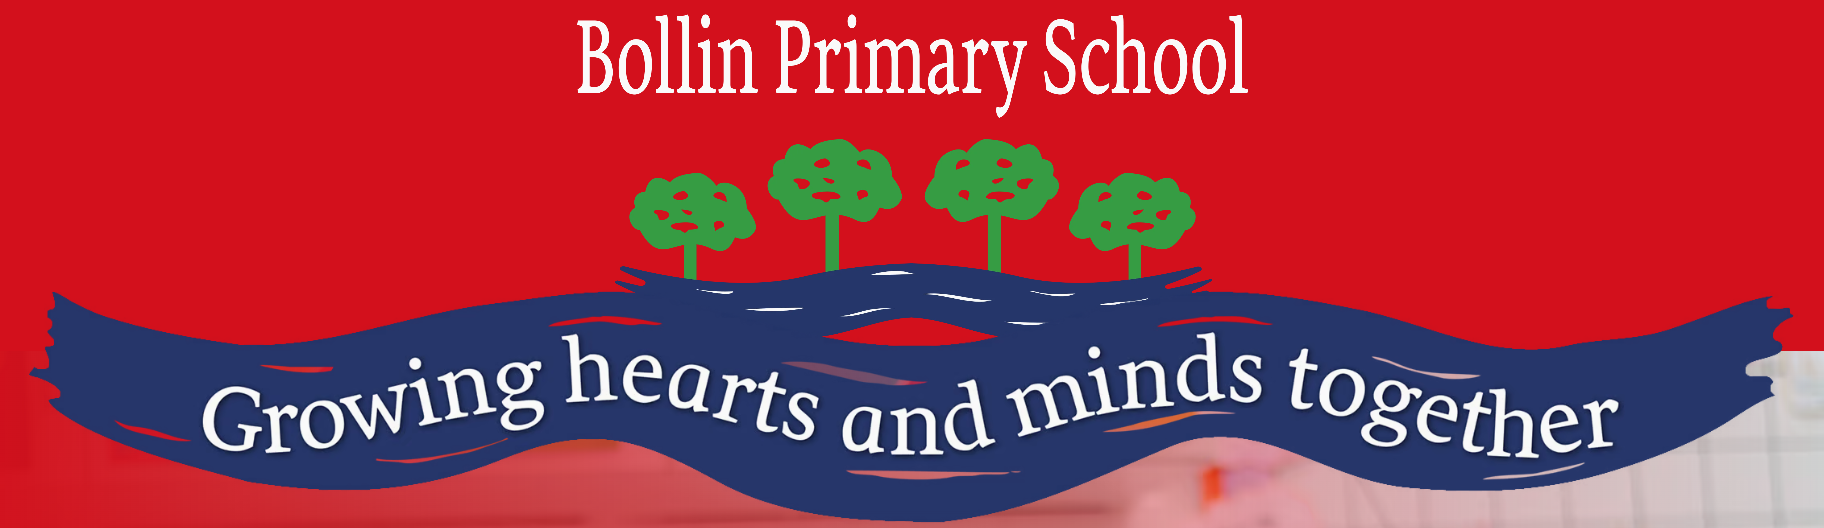 Bollin Primary School
Growing hearts and minds together